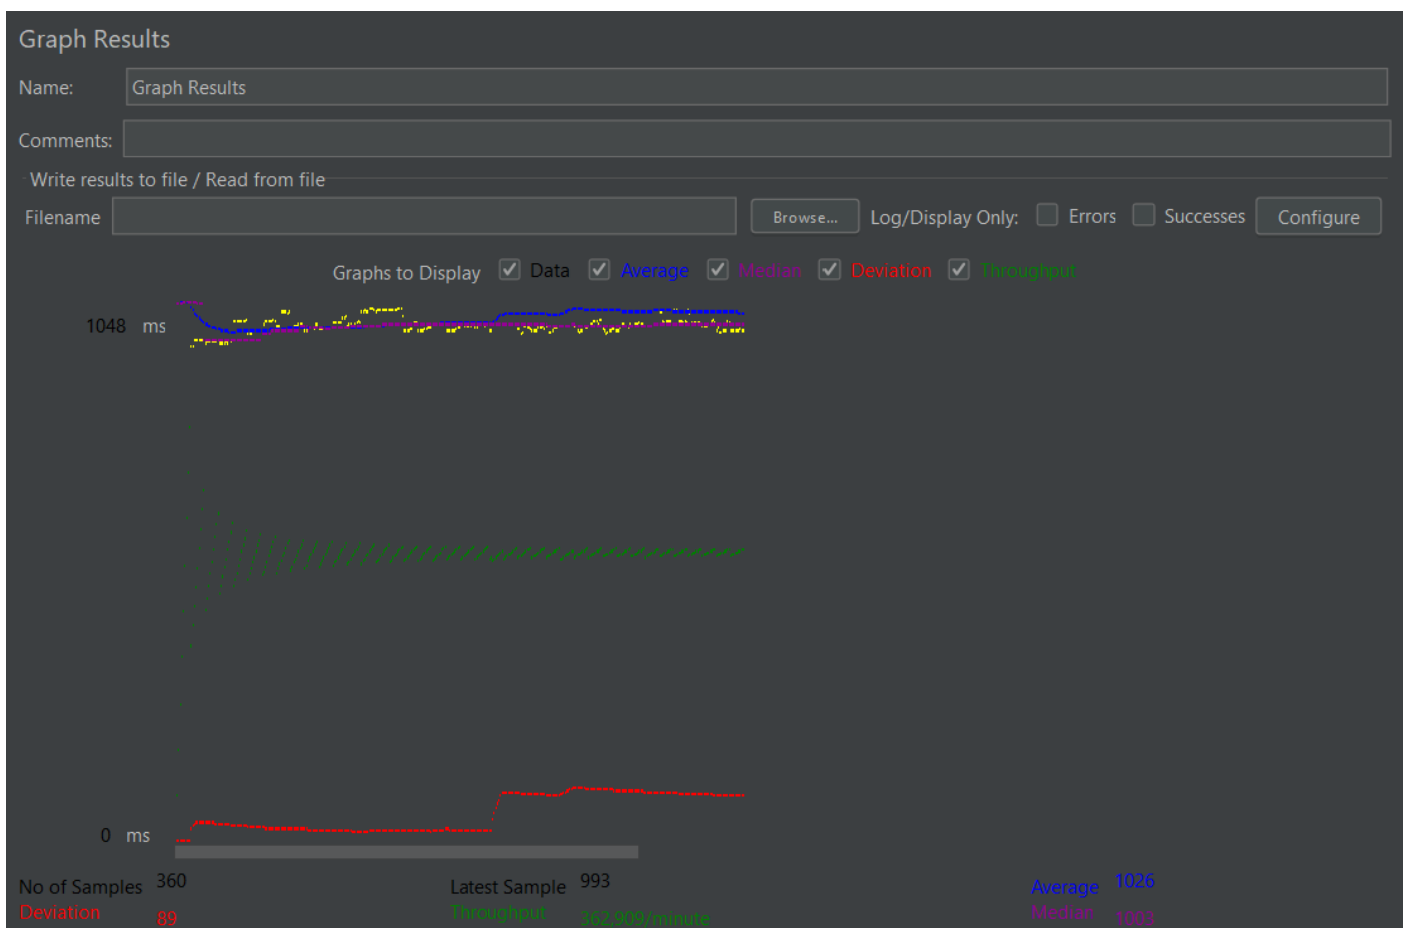 Graph Results
Name: Graph Results
Comments:
Write results to file / Read from file
Filename Browse... Log/Display Only: Errors Successes Configure
Graphs to Display Data Average Median Deviation Throughput
1048 ms
0 ms
No of Samples 360 Latest Sample 993 Average 1026
Deviation 89 Throughput 362,909/minute Median 1003